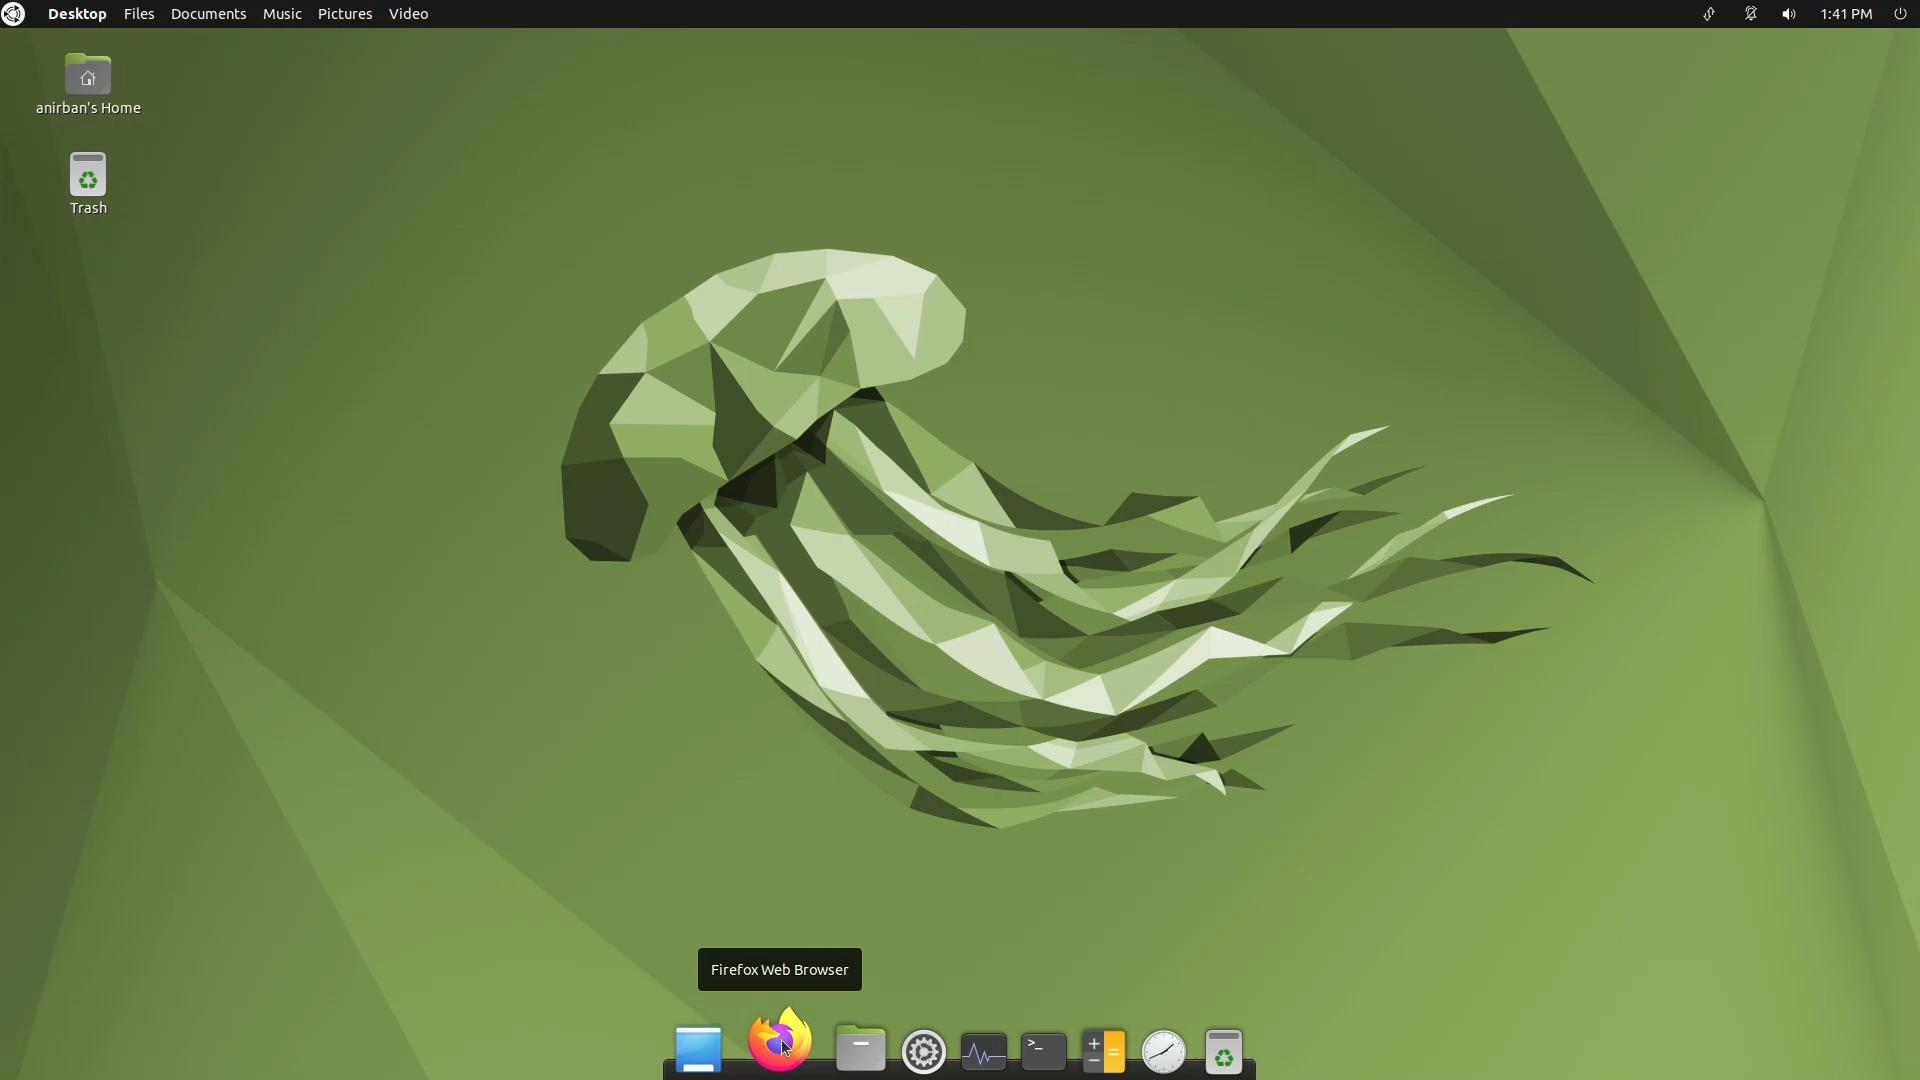 Desktop Files Documents Music Pictures Video 1:41 PM
anirban's Home
Trash
Firefox Web Browser
>_